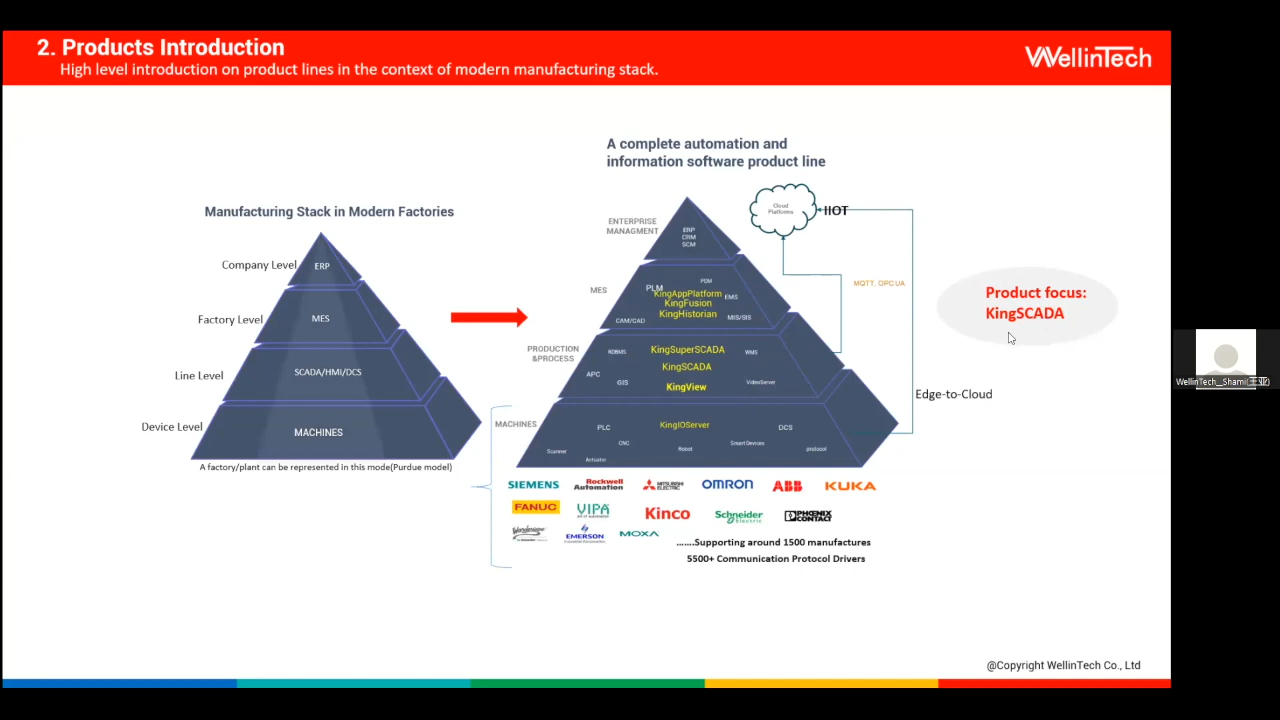 2. Products Introduction
High level introduction on product lines in the context of modern manufacturing stack.
WellinTech
A complete automation and
information software product line
Manufacturing Stack in Modern Factories
Company Level
ERP
Factory Level
MES
Line Level
SCADA/HMI/DCS
Device Level
MACHINES
A factory/plant can be represented in this mode(Purdue model)
ENTERPRISE
MANAGMENT
ERP
CRM
SCM
Cloud
Platforms
IIOT
MQTT, OPC UA
MES
PLM
PDM
KingAppPlatform
EMS
KingFusion
KingHistorian
CAM/CAD
MIS/SIS
PRODUCTION
&PROCESS
RDBMS
KingSuperSCADA
WMS
APC
KingSCADA
GIS
KingView
VideoServer
MACHINES
PLC
KingIOServer
DCS
CNC
Smart Devices
Scanner
Robot
protocol
Actuator
Edge-to-Cloud
Product focus:
KingSCADA
SIEMENS
Rockwell
Automation
MITSUBISHI
ELECTRIC
OMRON
ABB
KUKA
FANUC
VIPA
Kinco
Schneider
Electric
PHOENIX
CONTACT
Wonderware
EMERSON
MOXA
.......Supporting around 1500 manufactures
5500+ Communication Protocol Drivers
@Copyright WellinTech Co., Ltd